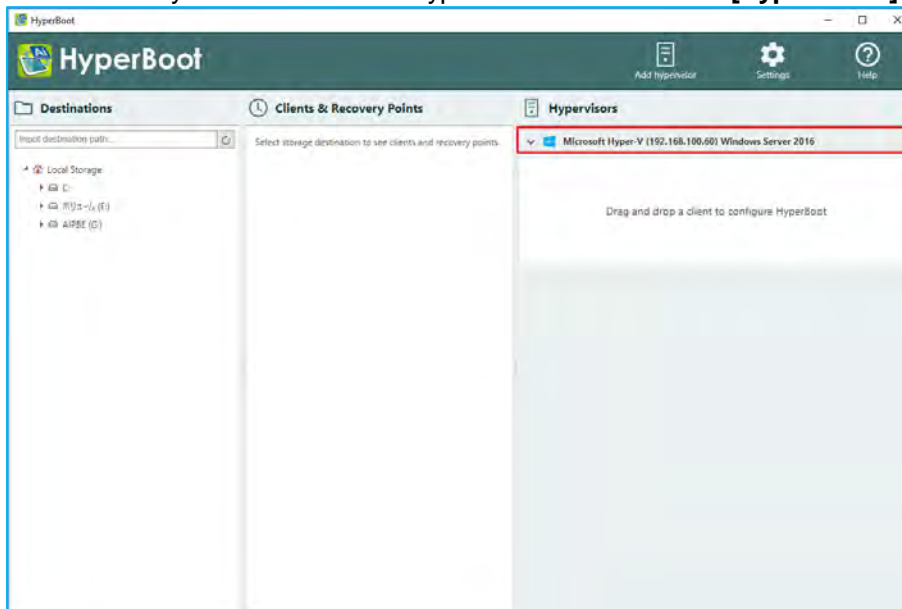 [Hyp
HyperBoot
HyperBoot
Add hypervisor
Settings
Help
Destinations
Clients & Recovery Points
Hypervisors
Input destination path...
Select storage destination to see clients and recovery points
Microsoft Hyper-V (192.168.100.60) Windows Server 2016
Local Storage
C:
ボリューム (E:)
AIPBE (G:)
Drag and drop a client to configure HyperBoot